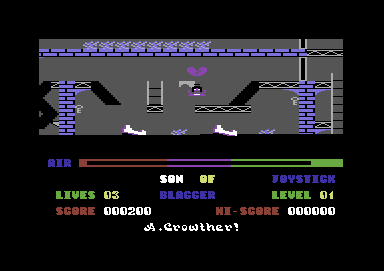 AIR
SON OF JOYSTICK
LIVES 03 BLAGGER LEVEL 01
SCORE 000200 HI-SCORE 000000
A.Crowther!